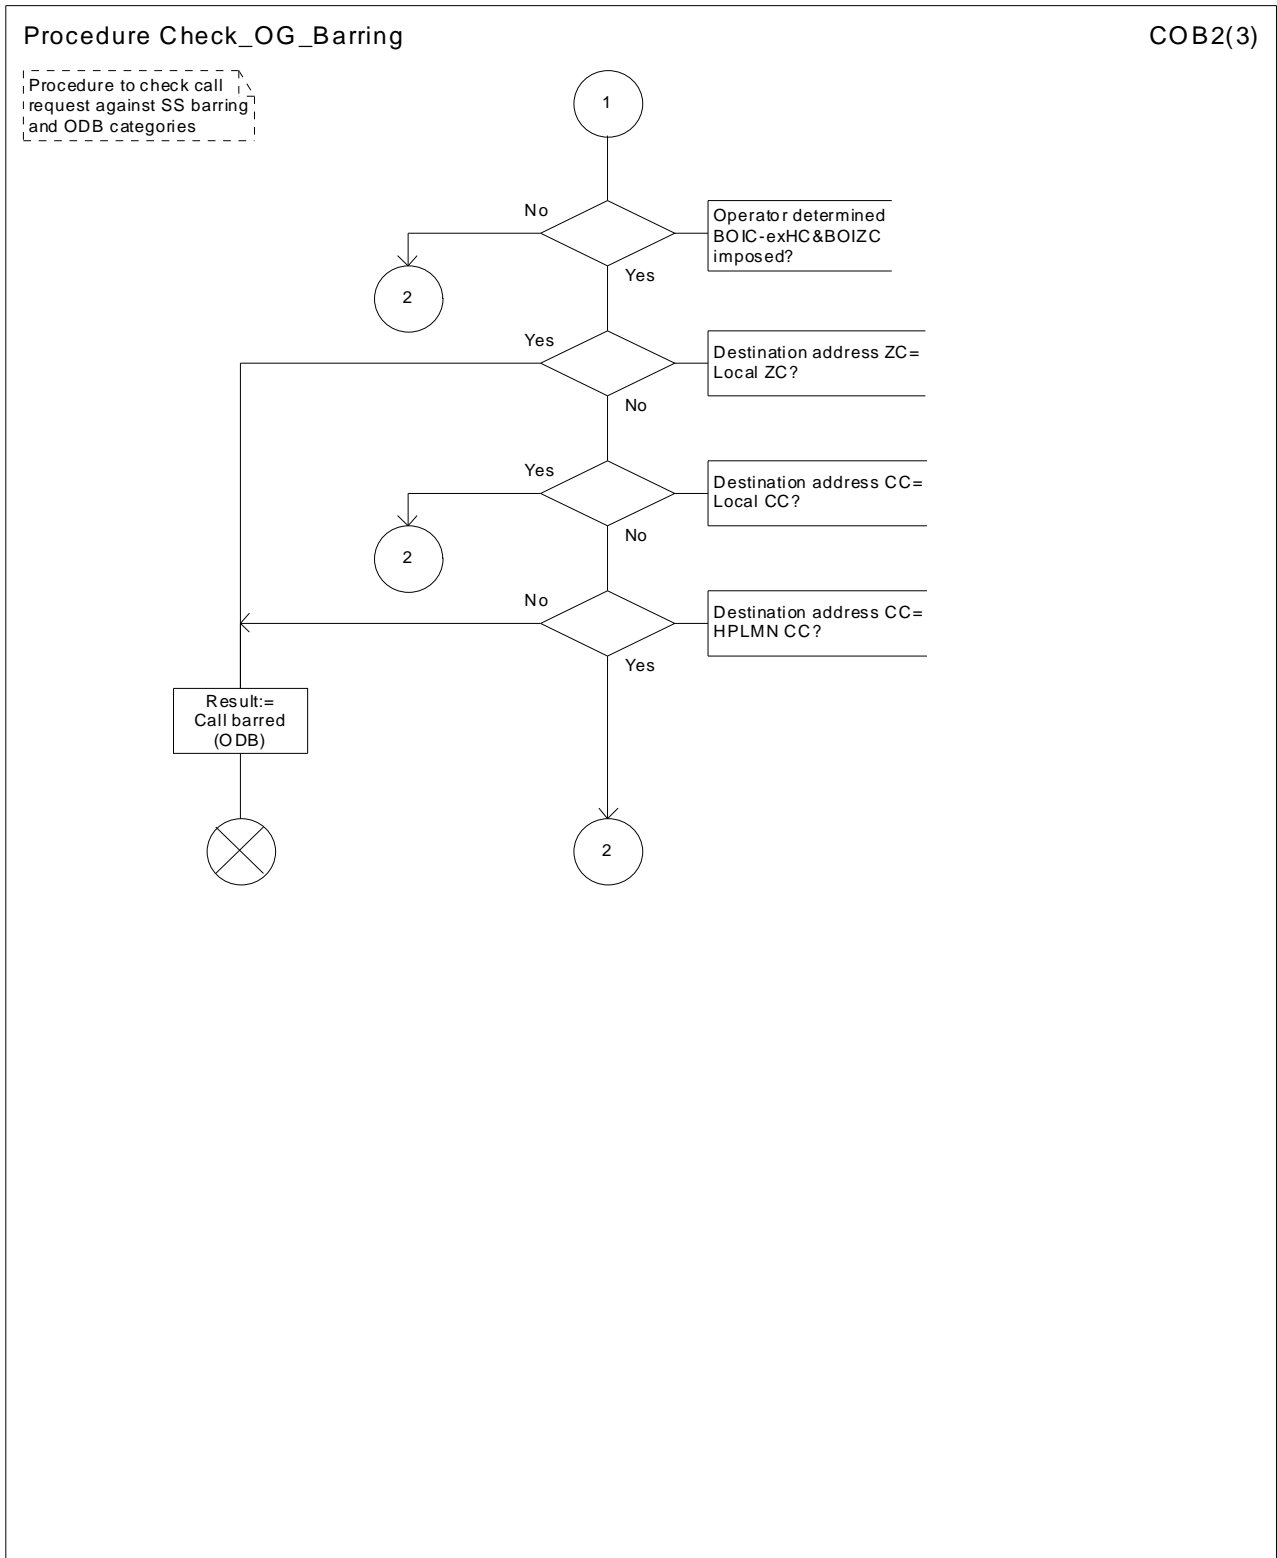 Procedure Check_OG_Barring
COB2(3)
Procedure to check call
request against SS barring
and ODB categories
1
No
Operator determined
BOIC-exHC&BOIZC
imposed?
Yes
2
Yes
Destination address ZC=
Local ZC?
No
Yes
Destination address CC=
Local CC?
No
2
No
Destination address CC=
HPLMN CC?
Yes
Result:=
Call barred
(ODB)
2